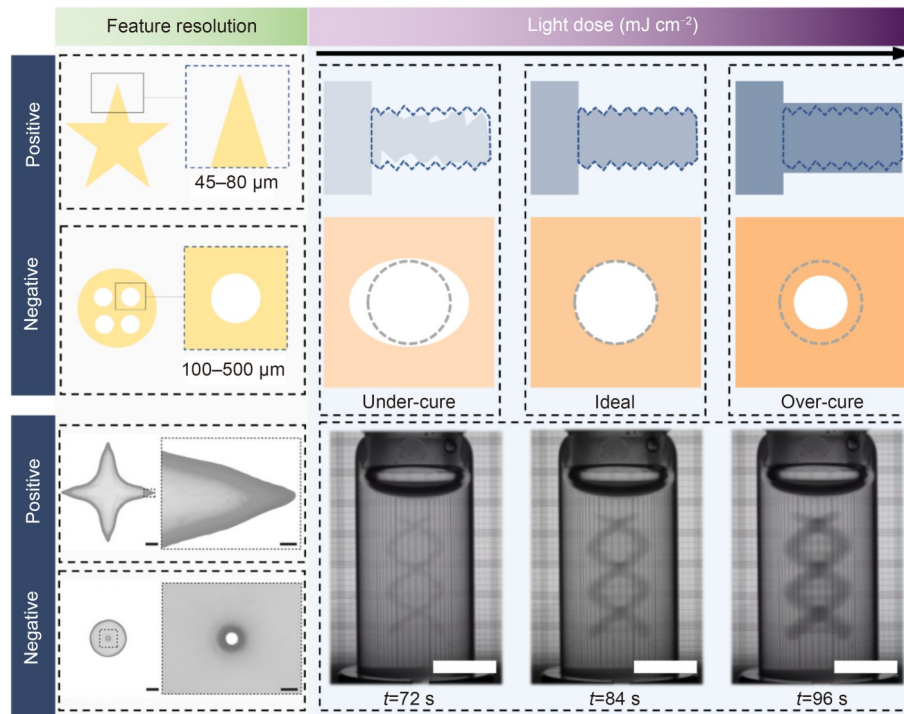 Feature resolution
Light dose (mJ cm⁻²)
Positive
45–80 μm
Negative
100–500 μm
Under-cure
Ideal
Over-cure
Positive
Negative
t=72 s
t=84 s
t=96 s